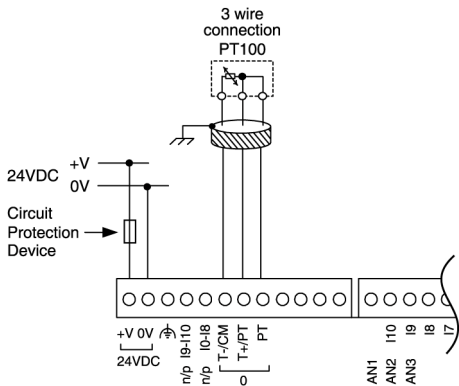 3 wire
connection
PT100
24VDC
+V
0V
Circuit
Protection
Device
+V 0V
24VDC
n/p I9-I10
n/p I0-I8
T-/CM
T+/PT
PT
0
AN1
AN2 I10
AN3 I9
I8
I7